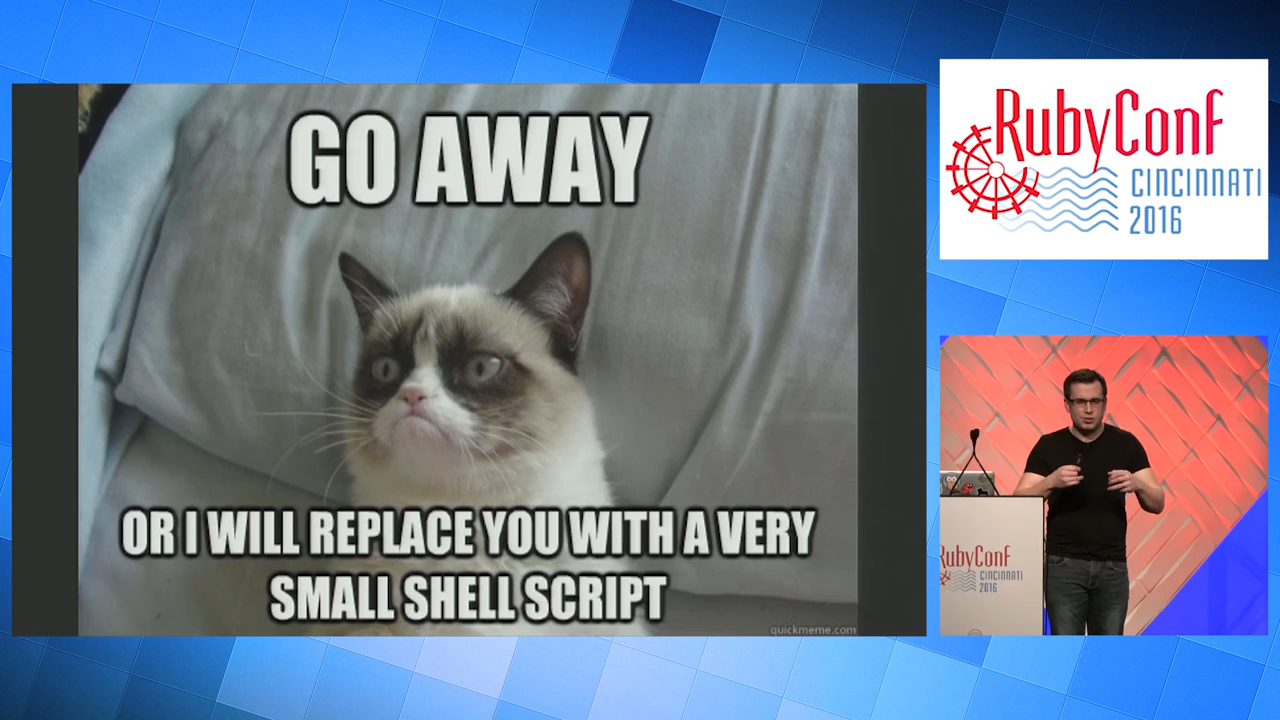 GO AWAY
OR I WILL REPLACE YOU WITH A VERY
SMALL SHELL SCRIPT
quickmeme.com
RubyConf
CINCINNATI
2016
RubyConf
CINCINNATI
2016